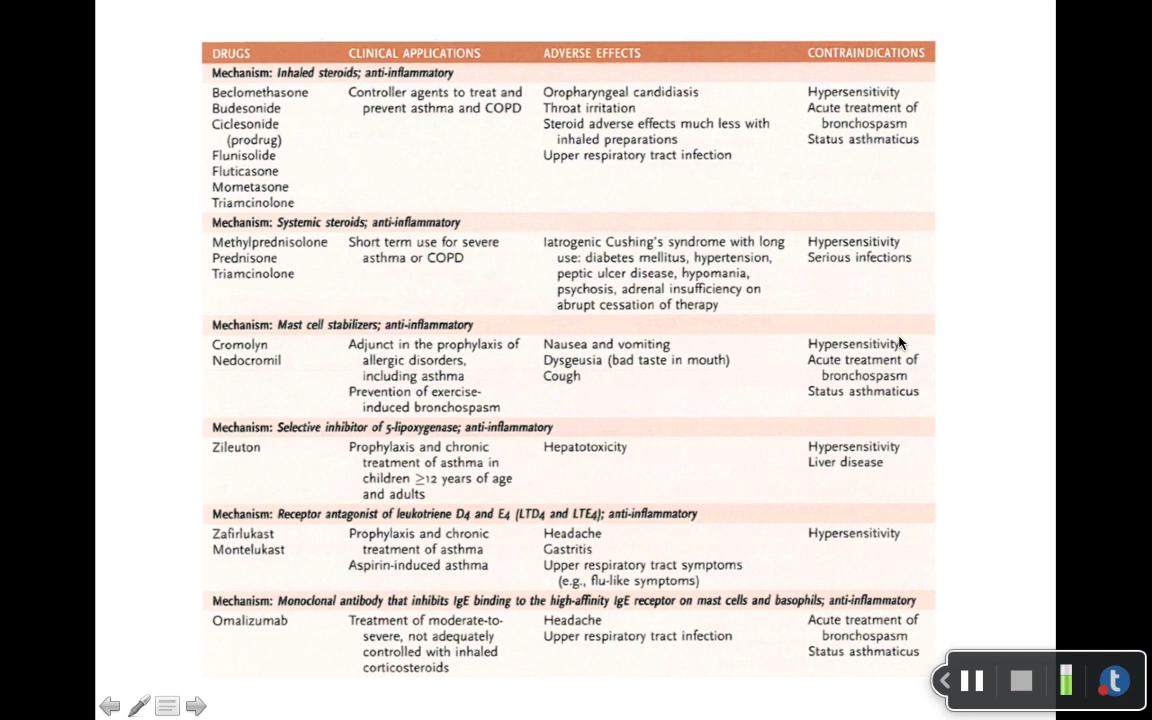 DRUGS CLINICAL APPLICATIONS ADVERSE EFFECTS CONTRAINDICATIONS
Mechanism: Inhaled steroids; anti-inflammatory
Beclomethasone Controller agents to treat and Oropharyngeal candidiasis Hypersensitivity
Budesonide prevent asthma and COPD Throat irritation Acute treatment of
Ciclesonide Steroid adverse effects much less with bronchospasm
(prodrug) inhaled preparations Status asthmaticus
Flunisolide Upper respiratory tract infection
Fluticasone
Mometasone
Triamcinolone
Mechanism: Systemic steroids; anti-inflammatory
Methylprednisolone Short term use for severe Iatrogenic Cushing's syndrome with long Hypersensitivity
Prednisone asthma or COPD use: diabetes mellitus, hypertension, Serious infections
Triamcinolone peptic ulcer disease, hypomania,
psychosis, adrenal insufficiency on
abrupt cessation of therapy
Mechanism: Mast cell stabilizers; anti-inflammatory
Cromolyn Adjunct in the prophylaxis of Nausea and vomiting Hypersensitivity
Nedocromil allergic disorders, Dysgeusia (bad taste in mouth) Acute treatment of
including asthma Cough bronchospasm
Prevention of exercise- Status asthmaticus
induced bronchospasm
Mechanism: Selective inhibitor of 5-lipoxygenase; anti-inflammatory
Zileuton Prophylaxis and chronic Hepatotoxicity Hypersensitivity
treatment of asthma in Liver disease
children ≥12 years of age
and adults
Mechanism: Receptor antagonist of leukotriene D4 and E4 (LTD4 and LTE4); anti-inflammatory
Zafirlukast Prophylaxis and chronic Headache Hypersensitivity
Montelukast treatment of asthma Gastritis
Aspirin-induced asthma Upper respiratory tract symptoms
(e.g., flu-like symptoms)
Mechanism: Monoclonal antibody that inhibits IgE binding to the high-affinity IgE receptor on mast cells and basophils; anti-inflammatory
Omalizumab Treatment of moderate-to- Headache Acute treatment of
severe, not adequately Upper respiratory tract infection bronchospasm
controlled with inhaled Status asthmaticus
corticosteroids
t